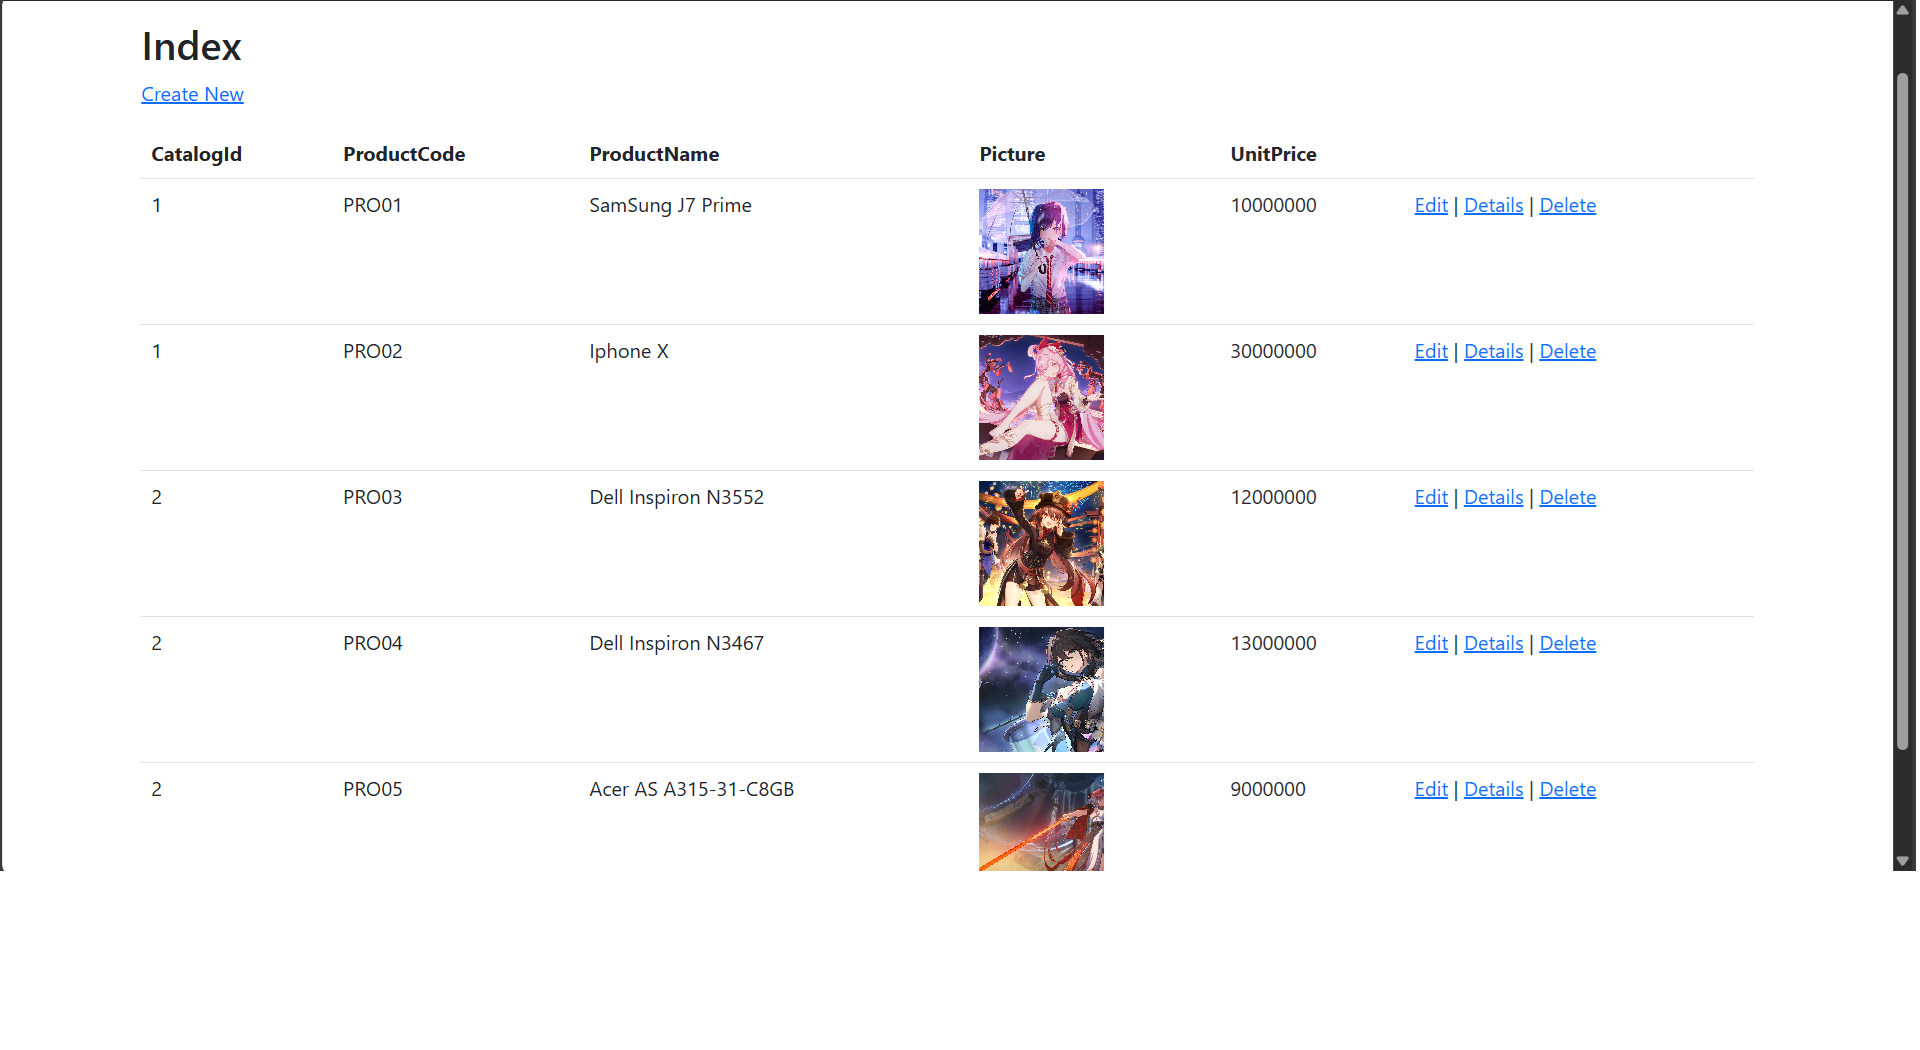 Index
Create New
CatalogId ProductCode ProductName Picture UnitPrice
1 PRO01 SamSung J7 Prime 10000000 Edit | Details | Delete
1 PRO02 Iphone X 30000000 Edit | Details | Delete
2 PRO03 Dell Inspiron N3552 12000000 Edit | Details | Delete
2 PRO04 Dell Inspiron N3467 13000000 Edit | Details | Delete
2 PRO05 Acer AS A315-31-C8GB 9000000 Edit | Details | Delete